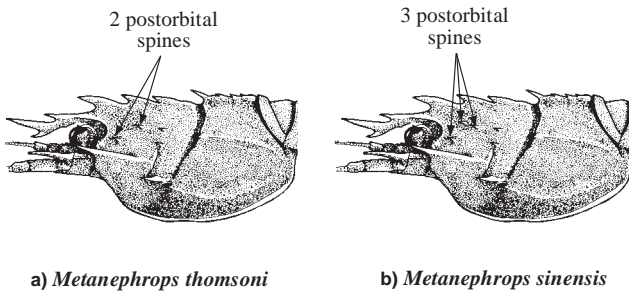 2 postorbital
spines
3 postorbital
spines
a) Metanephrops thomsoni
b) Metanephrops sinensis